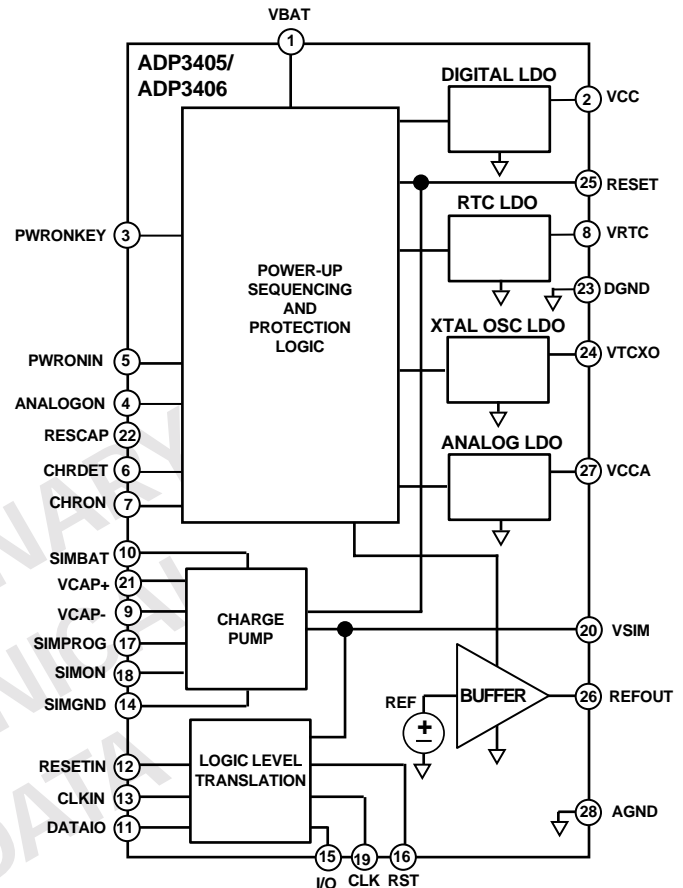 VBAT
1
ADP3405/
ADP3406
DIGITAL LDO
2 VCC
25 RESET
RTC LDO
PWRONKEY 3
8 VRTC
POWER-UP
SEQUENCING
AND
PROTECTION
LOGIC
23 DGND
XTAL OSC LDO
24 VTCXO
PWRONIN 5
ANALOGON 4
RESCAP 22
ANALOG LDO
CHRDET 6
27 VCCA
CHRON 7
SIMBAT 10
VCAP+ 21
VCAP- 9
CHARGE
PUMP
SIMPROG 17
20 VSIM
SIMON 18
SIMGND 14
REF
+
–
BUFFER
26 REFOUT
RESETIN 12
LOGIC LEVEL
TRANSLATION
CLKIN 13
DATAIO 11
28 AGND
15 19 16
I/O CLK RST
DATA